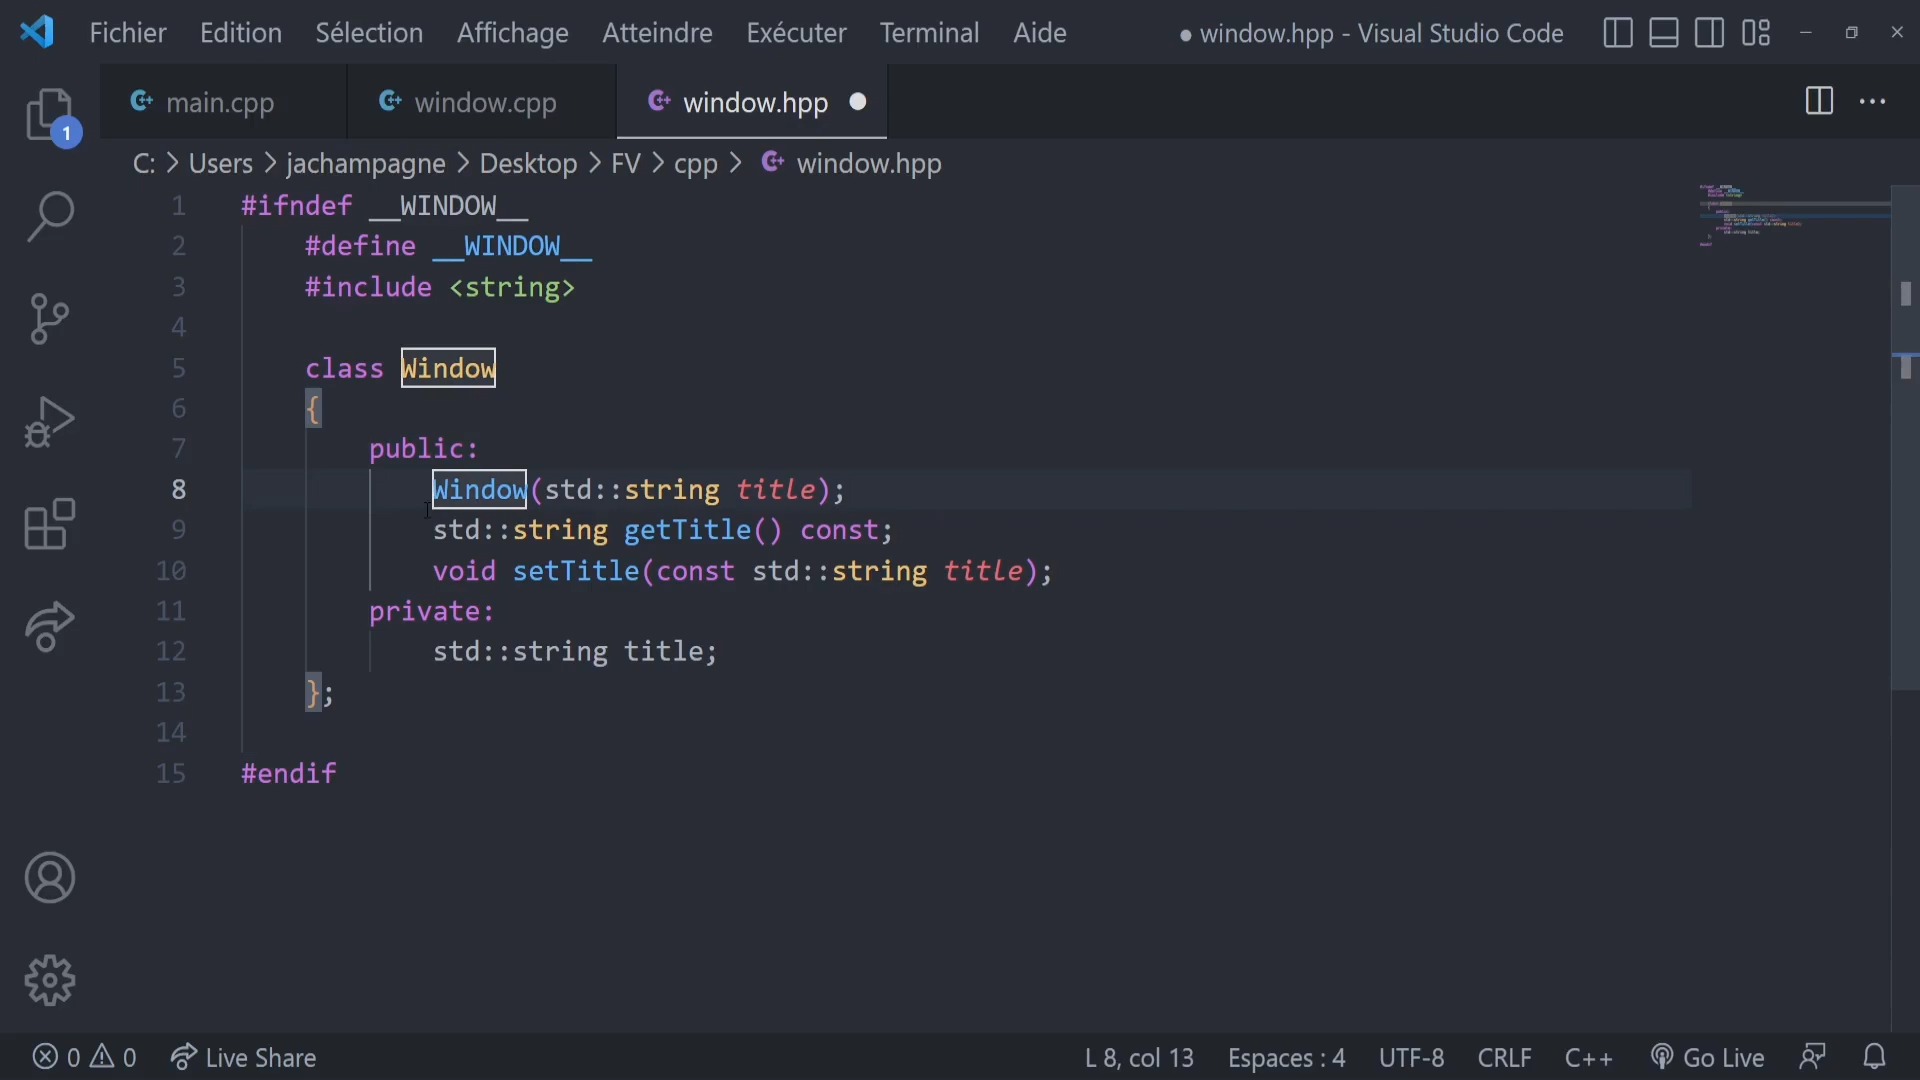 Fichier Edition Sélection Affichage Atteindre Exécuter Terminal Aide ● window.hpp - Visual Studio Code
main.cpp window.cpp window.hpp
C: > Users > jachampagne > Desktop > FV > cpp > window.hpp
1 #ifndef __WINDOW__
2 #define __WINDOW__
3 #include <string>
4
5 class Window
6 {
7 public:
8 Window(std::string title);
9 std::string getTitle() const;
10 void setTitle(const std::string title);
11 private:
12 std::string title;
13 };
14
15 #endif
1
0 0 Live Share L 8, col 13 Espaces : 4 UTF-8 CRLF C++ Go Live